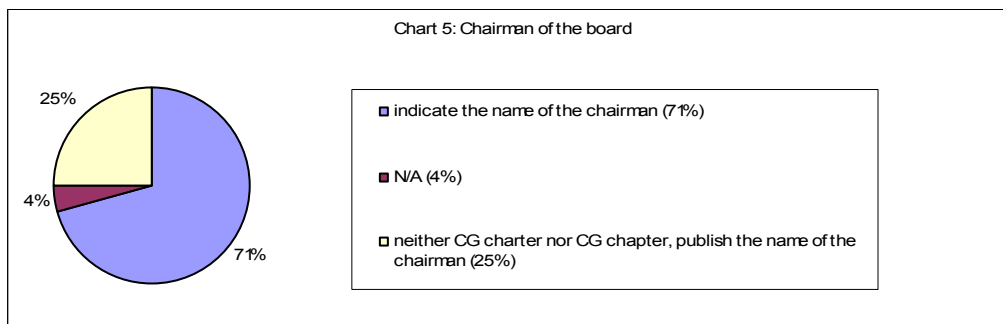 Chart 5: Chairman of the board
25%
4%
71%
indicate the name of the chairman (71%)
N/A (4%)
neither CG charter nor CG chapter, publish the name of the
chairman (25%)